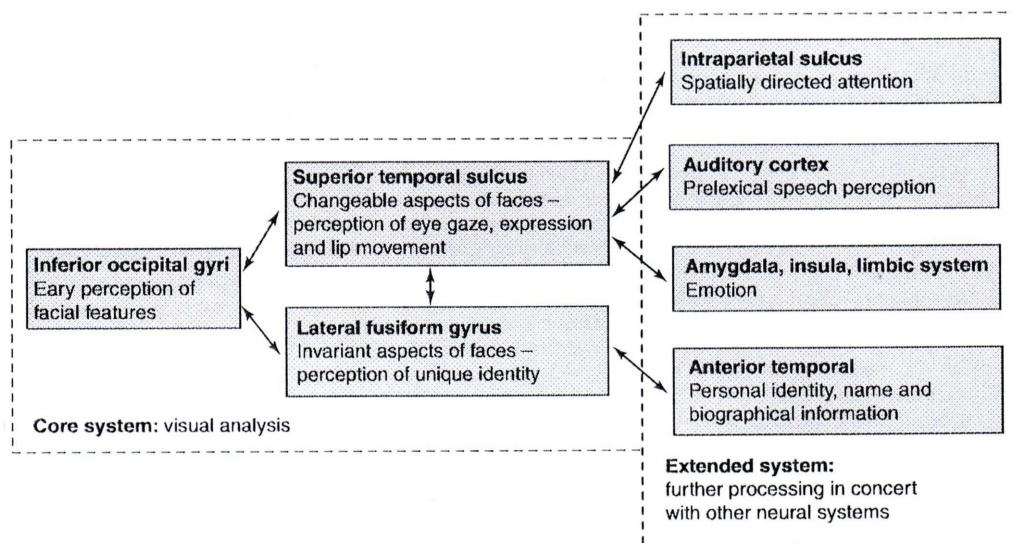 Intraparietal sulcus
Spatially directed attention
Auditory cortex
Prelexical speech perception
Superior temporal sulcus
Changeable aspects of faces –
perception of eye gaze, expression
and lip movement
Inferior occipital gyri
Eary perception of
facial features
Amygdala, insula, limbic system
Emotion
Lateral fusiform gyrus
Invariant aspects of faces –
perception of unique identity
Anterior temporal
Personal identity, name and
biographical information
Core system: visual analysis
Extended system:
further processing in concert
with other neural systems